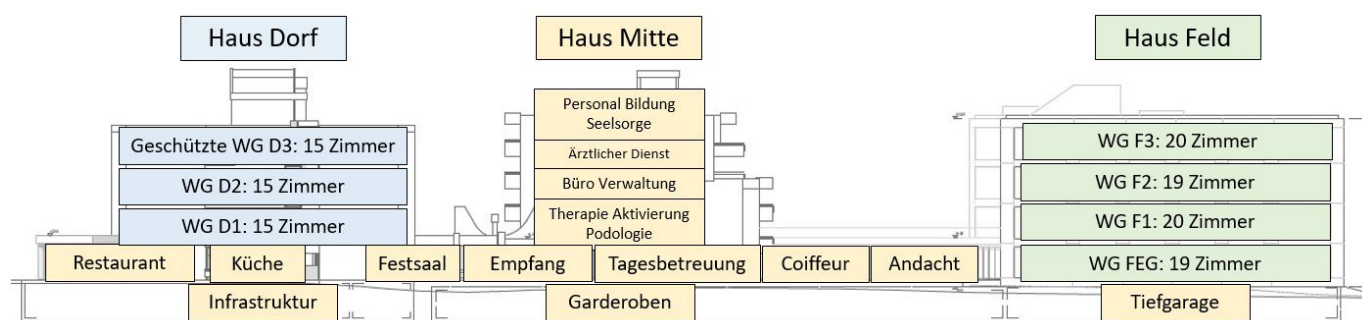 Haus Dorf
Haus Mitte
Haus Feld
Geschützte WG D3: 15 Zimmer
WG D2: 15 Zimmer
WG D1: 15 Zimmer
Personal Bildung
Seelsorge
Ärztlicher Dienst
Büro Verwaltung
Therapie Aktivierung
Podologie
WG F3: 20 Zimmer
WG F2: 19 Zimmer
WG F1: 20 Zimmer
WG FEG: 19 Zimmer
Restaurant
Küche
Festsaal
Empfang
Tagesbetreuung
Coiffeur
Andacht
Infrastruktur
Garderoben
Tiefgarage